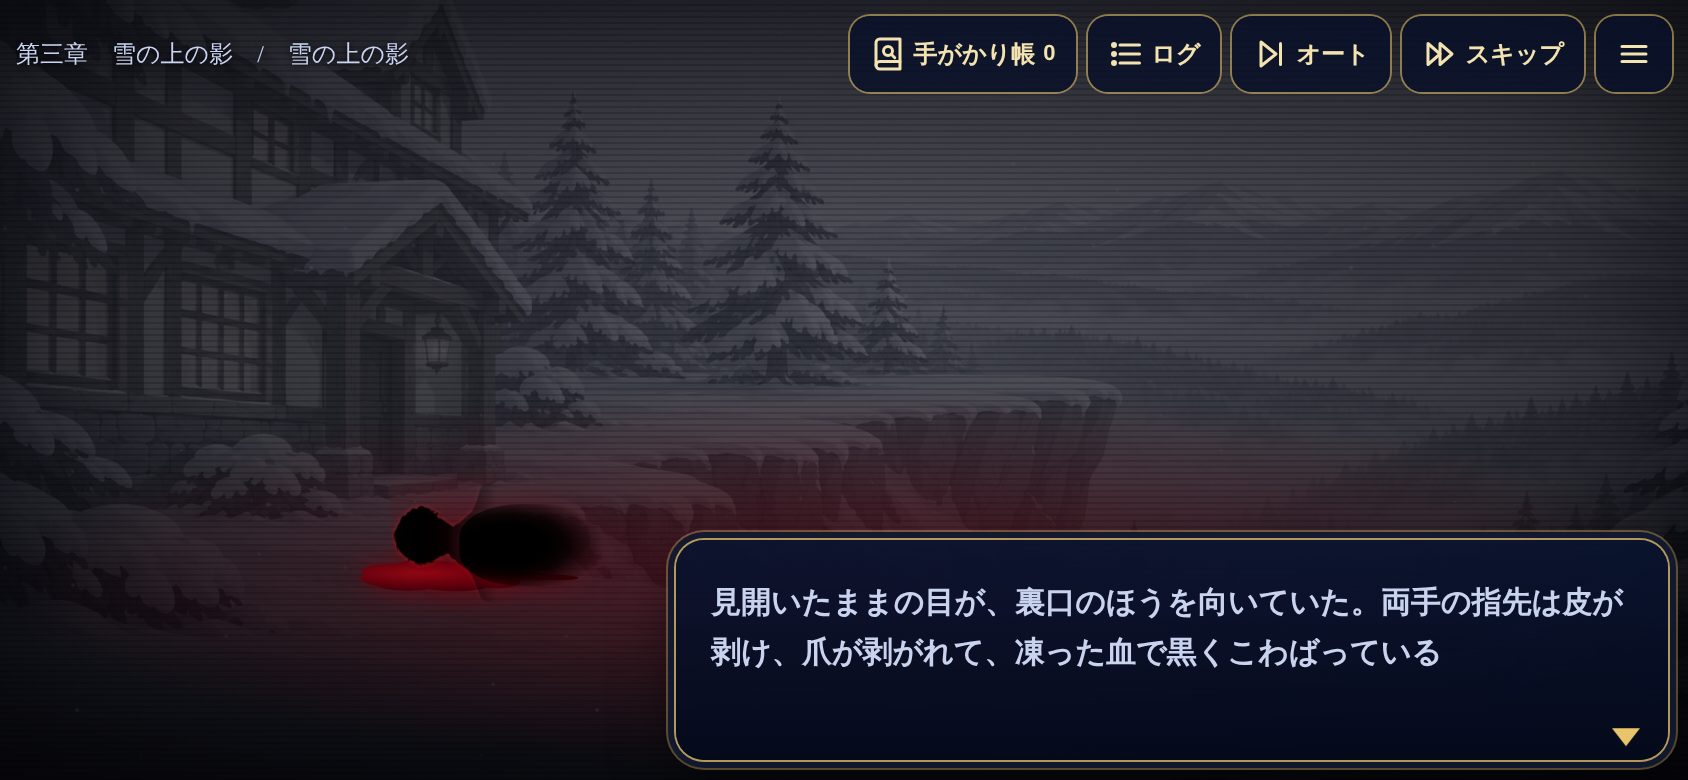 第三章 雪の上の影 / 雪の上の影
手がかり帳 0
ログ
オート
スキップ
見開いたままの目が、裏口のほうを向いていた。両手の指先は皮が
剥け、爪が剥がれて、凍った血で黒くこわばっている